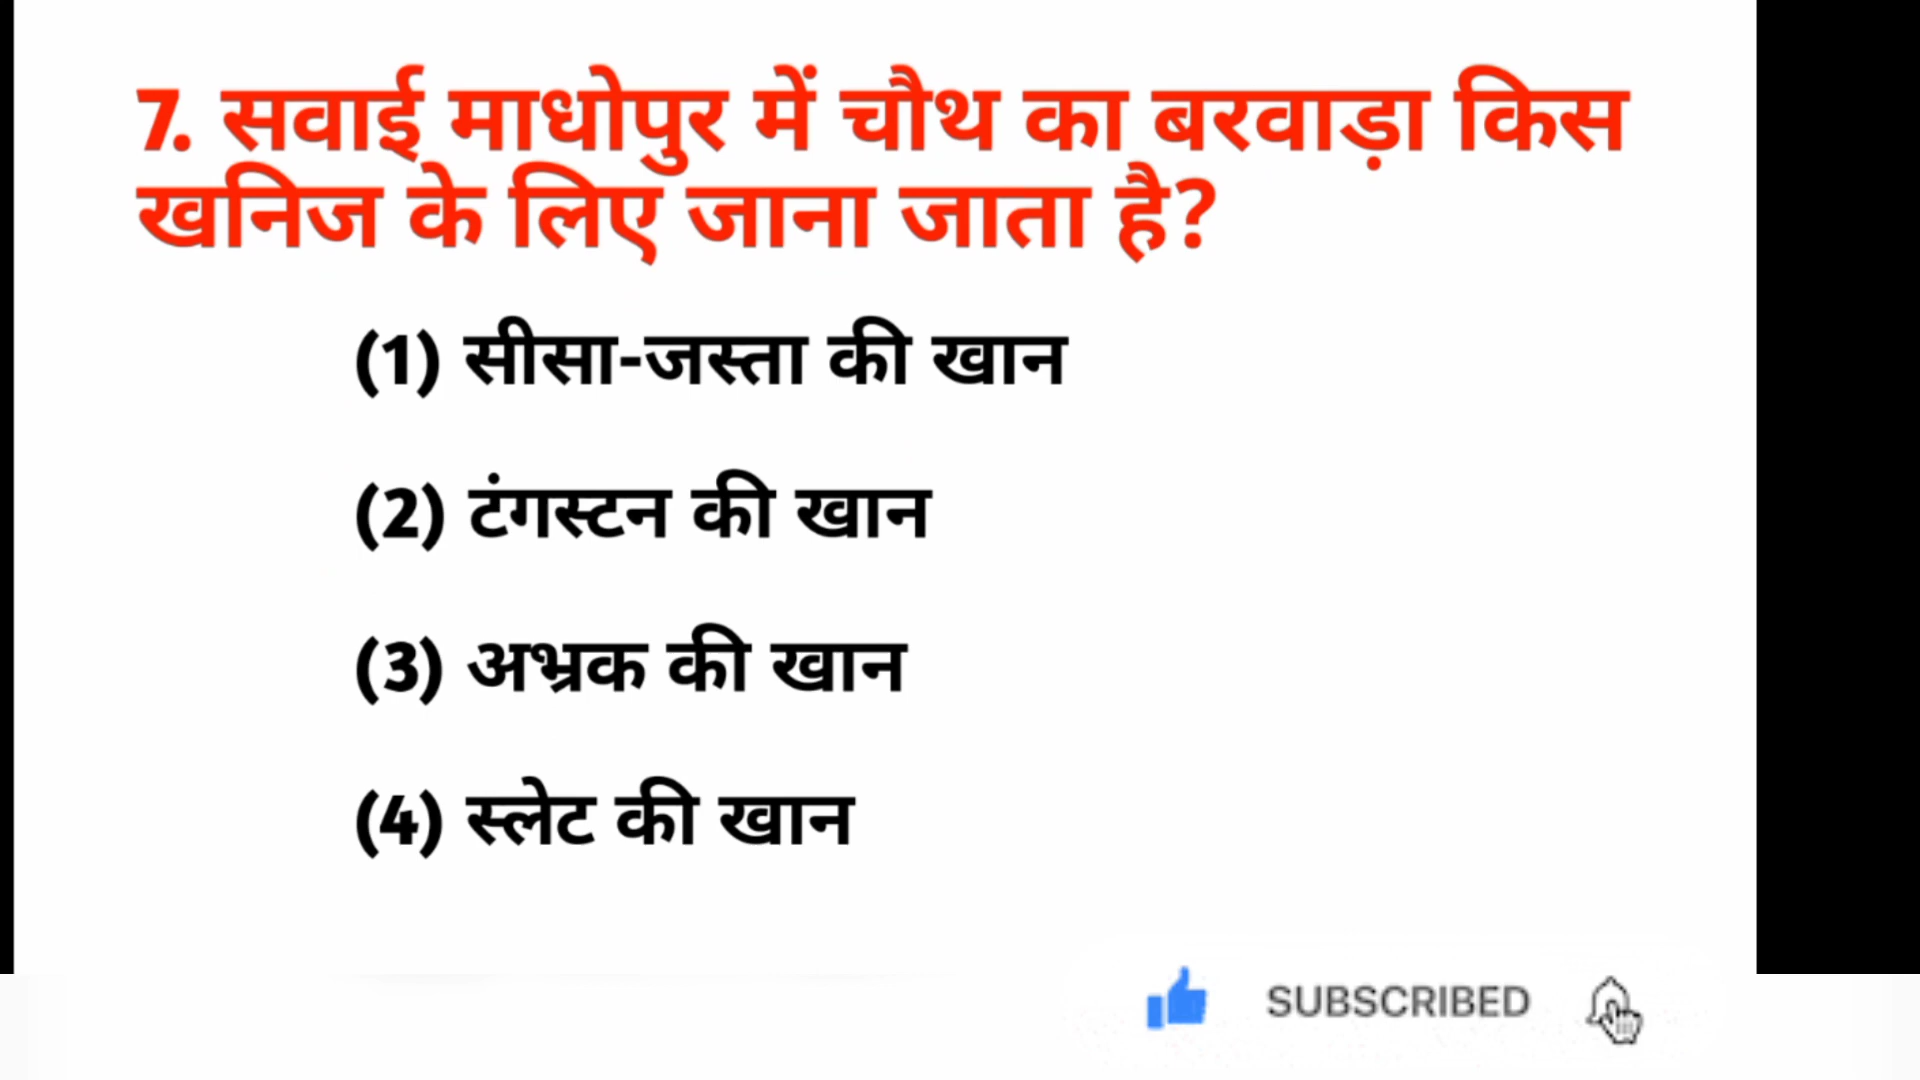 7. सवाई माधोपुर में चौथ का बरवाड़ा किस
खनिज के लिए जाना जाता है?
(1) सीसा-जस्ता की खान
(2) टंगस्टन की खान
(3) अभ्रक की खान
(4) स्लेट की खान
SUBSCRIBED